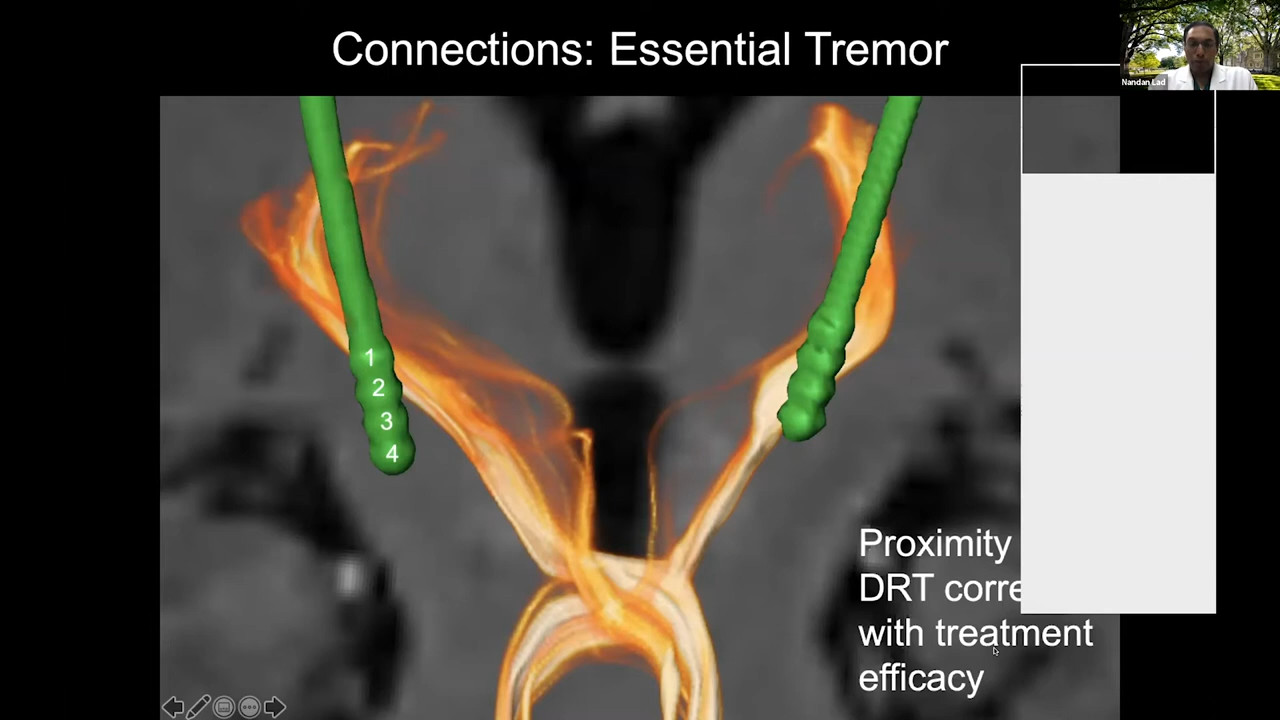 Connections: Essential Tremor
Nandan Lad
1
2
3
4
Proximity
DRT corre
with treatment
efficacy